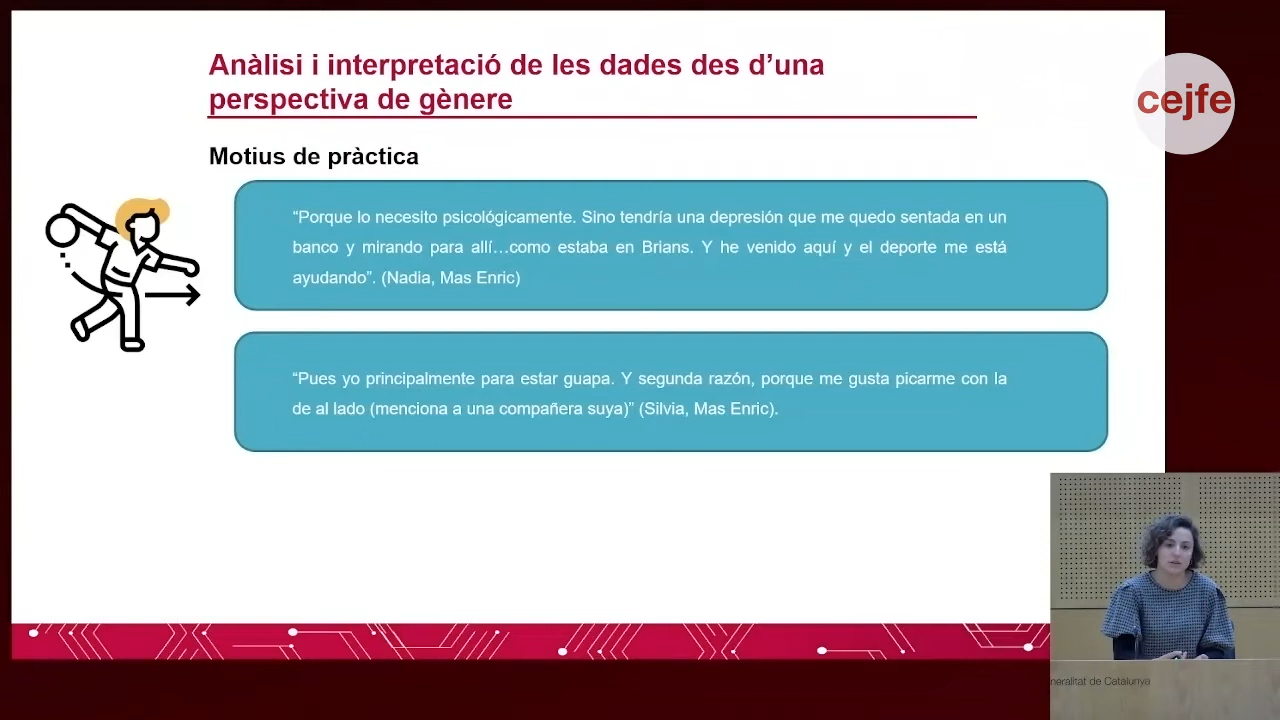 Anàlisi i interpretació de les dades des d’una
perspectiva de gènere
cejfe
Motius de pràctica
“Porque lo necesito psicológicamente. Sino tendría una depresión que me quedo sentada en un
banco y mirando para allí…como estaba en Brians. Y he venido aquí y el deporte me está
ayudando”. (Nadia, Mas Enric)
“Pues yo principalmente para estar guapa. Y segunda razón, porque me gusta picarme con la
de al lado (menciona a una compañera suya)” (Silvia, Mas Enric).
neralitat de Catalunya